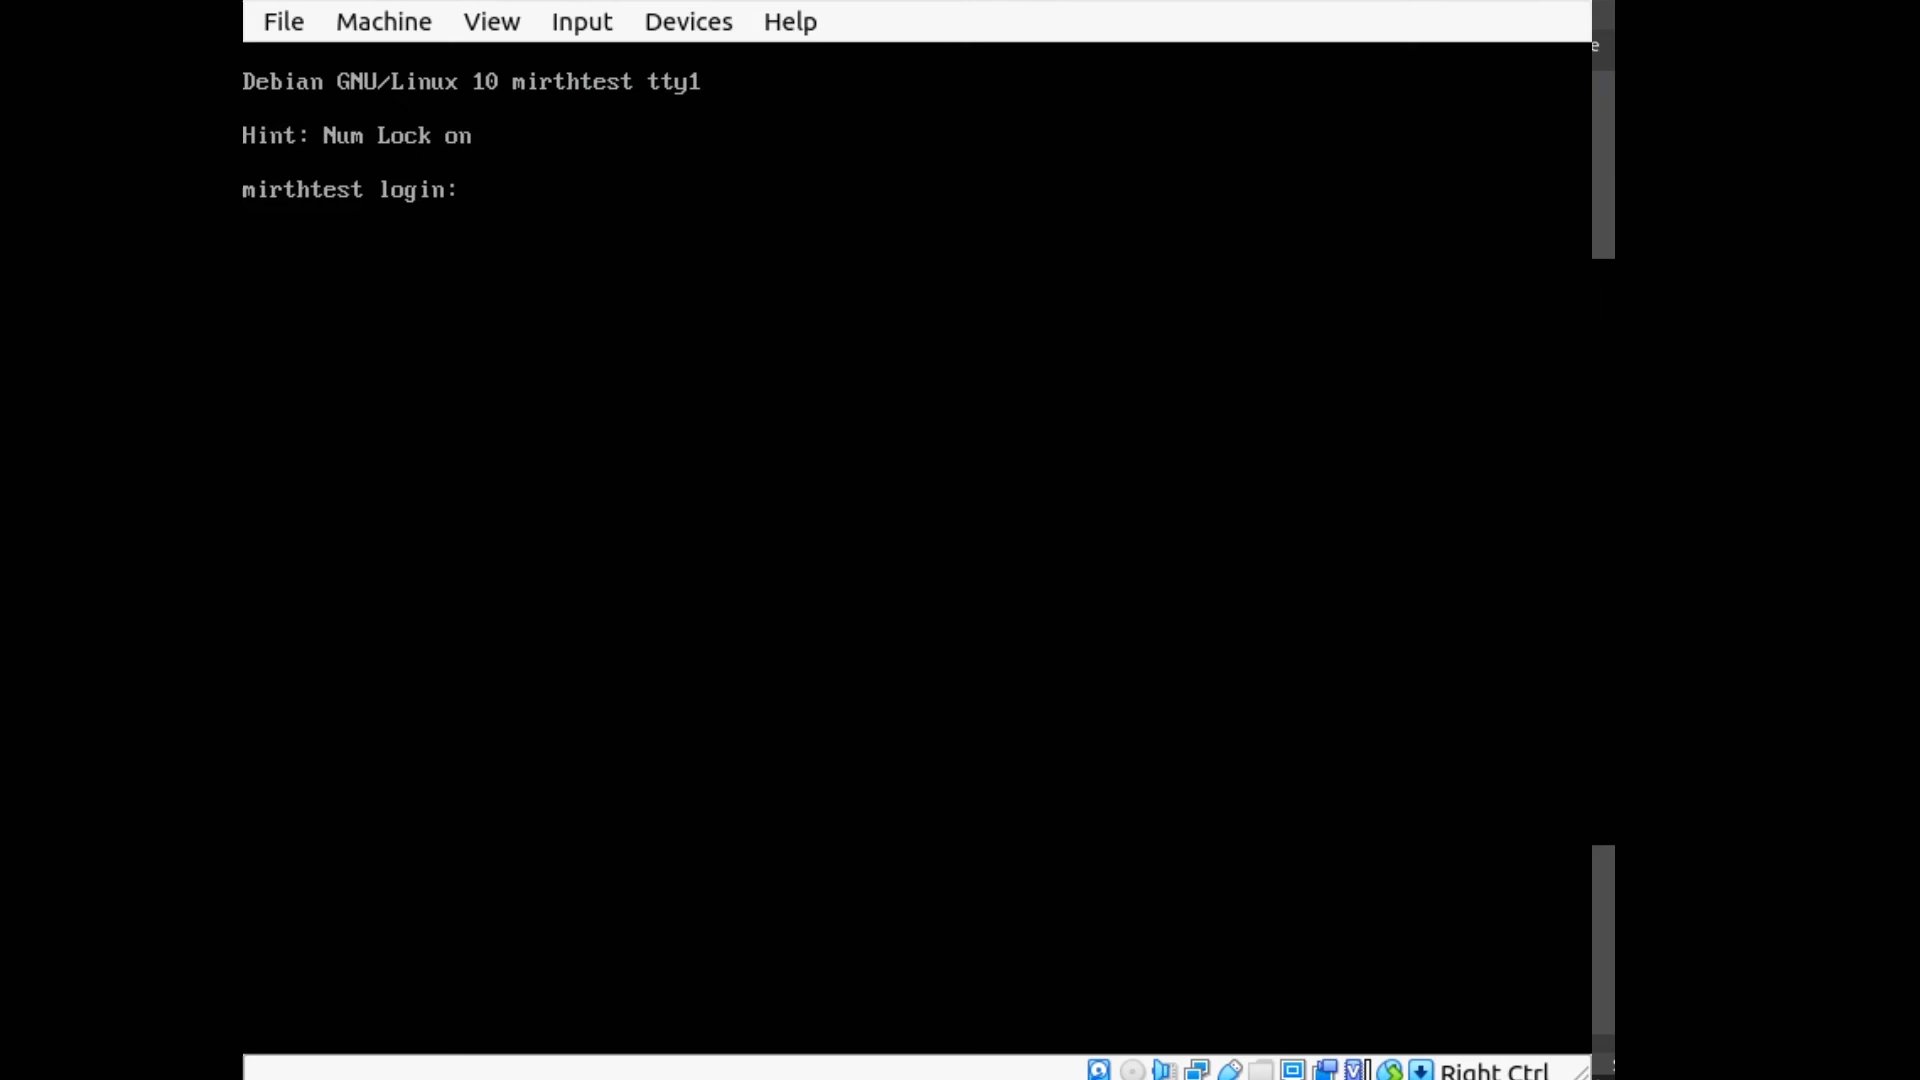 File Machine View Input Devices Help
e
Debian GNU/Linux 10 mirthtest tty1
Hint: Num Lock on
mirthtest login:
Right Ctrl